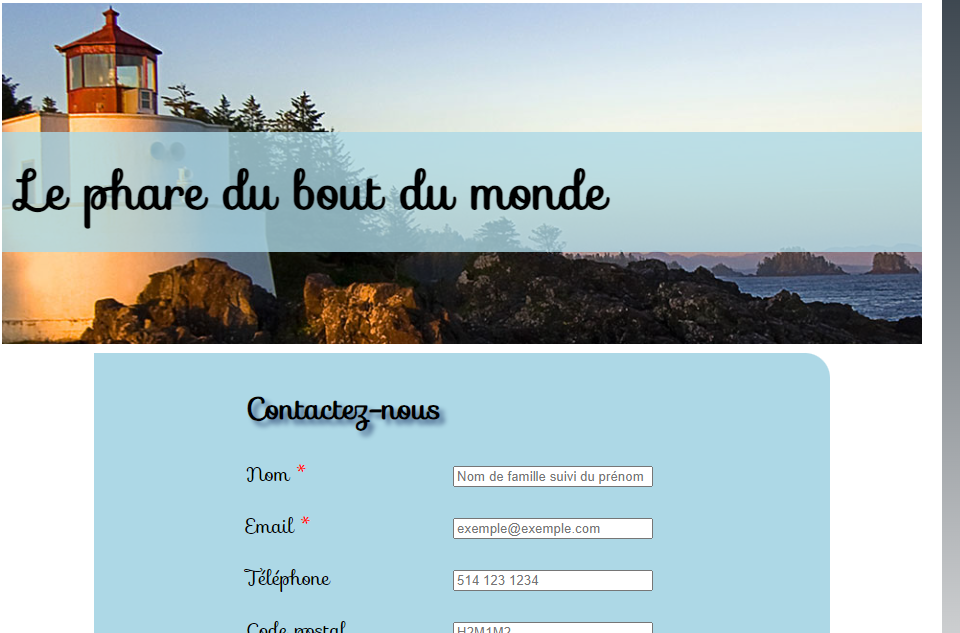 Le phare du bout du monde
Contactez-nous
Nom * Nom de famille suivi du prénom
Email * exemple@exemple.com
Téléphone 514 123 1234
Code postal H2M1M2